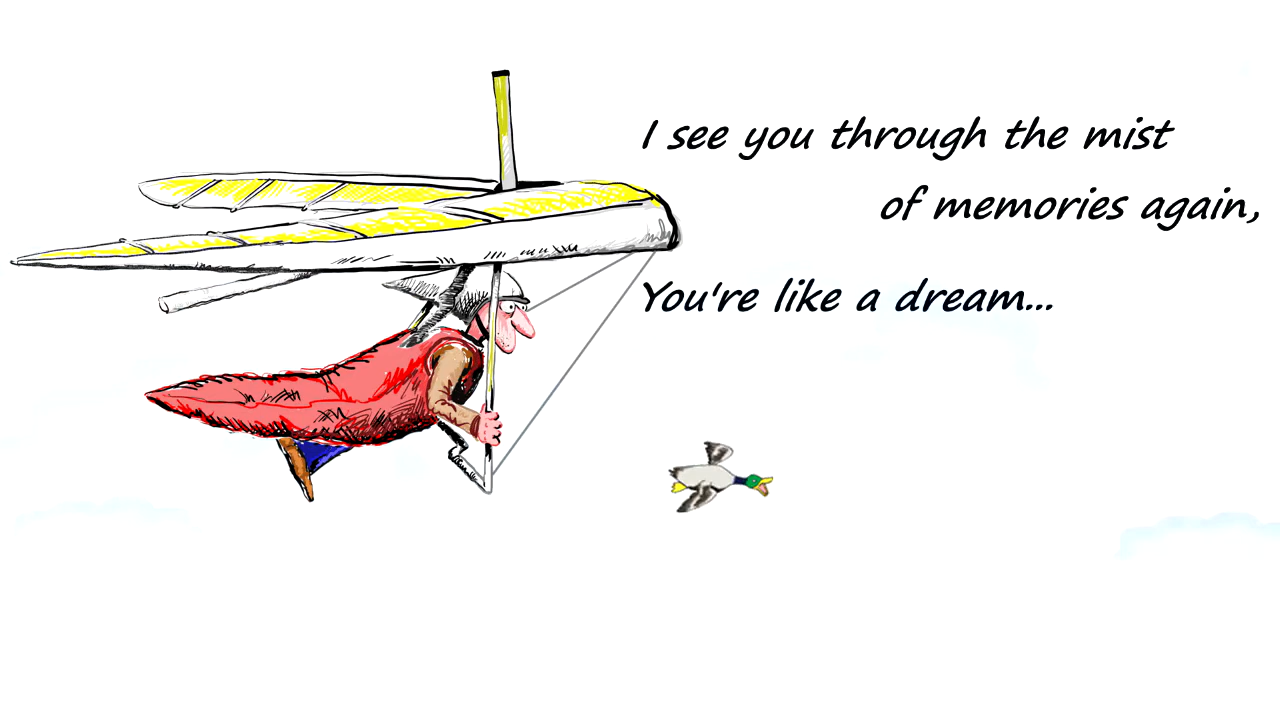 I see you through the mist
of memories again,
You're like a dream...